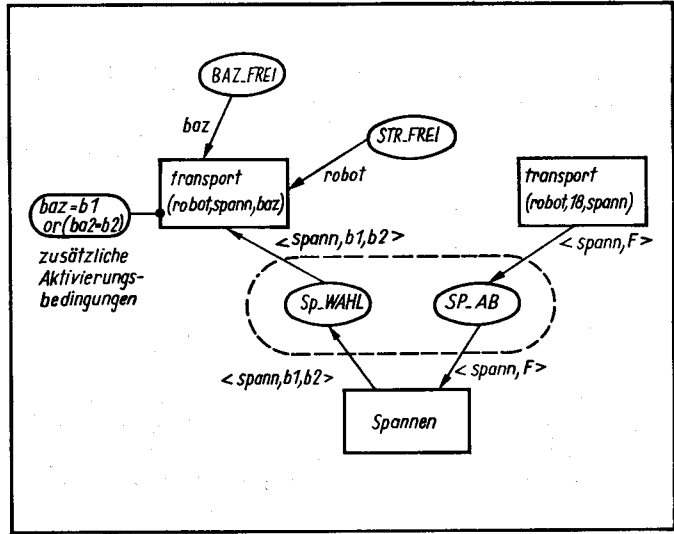 BAZ_FREI
baz
STR_FREI
robot
transport
(robot,spann,baz)
transport
(robot,18,spann)
baz=b1
or(ba2=b2)
zusätzliche
Aktivierungs-
bedingungen
<spann,b1,b2>
<spann,F>
Sp_WAHL
SP_AB
<spann,b1,b2>
<spann,F>
Spannen